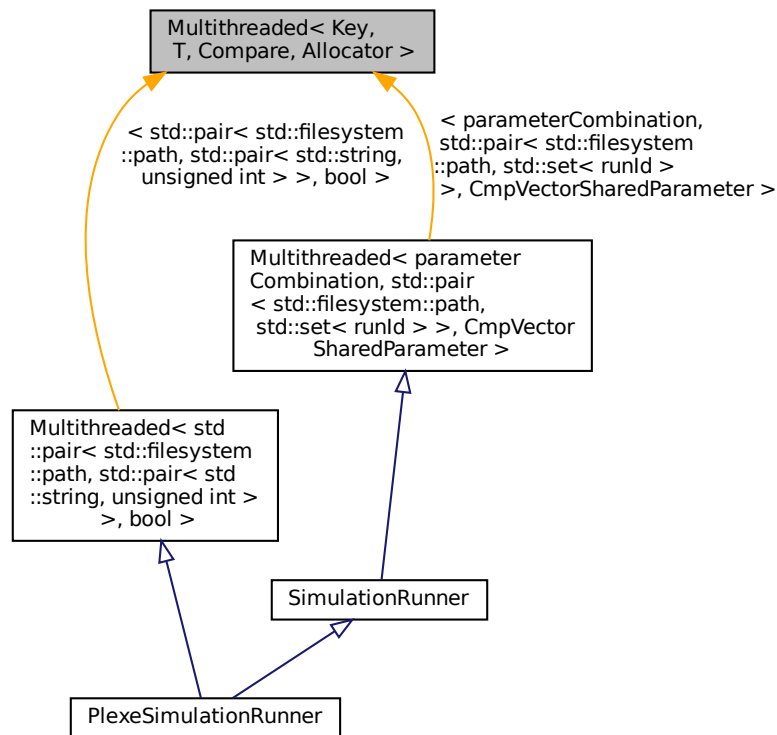 Multithreaded< Key,
T, Compare, Allocator >
< std::pair< std::filesystem
::path, std::pair< std::string,
unsigned int > >, bool >
< parameterCombination,
std::pair< std::filesystem
::path, std::set< runId >
>, CmpVectorSharedParameter >
Multithreaded< parameter
Combination, std::pair
< std::filesystem::path,
std::set< runId > >, CmpVector
SharedParameter >
Multithreaded< std
::pair< std::filesystem
::path, std::pair< std
::string, unsigned int >
>, bool >
SimulationRunner
PlexeSimulationRunner